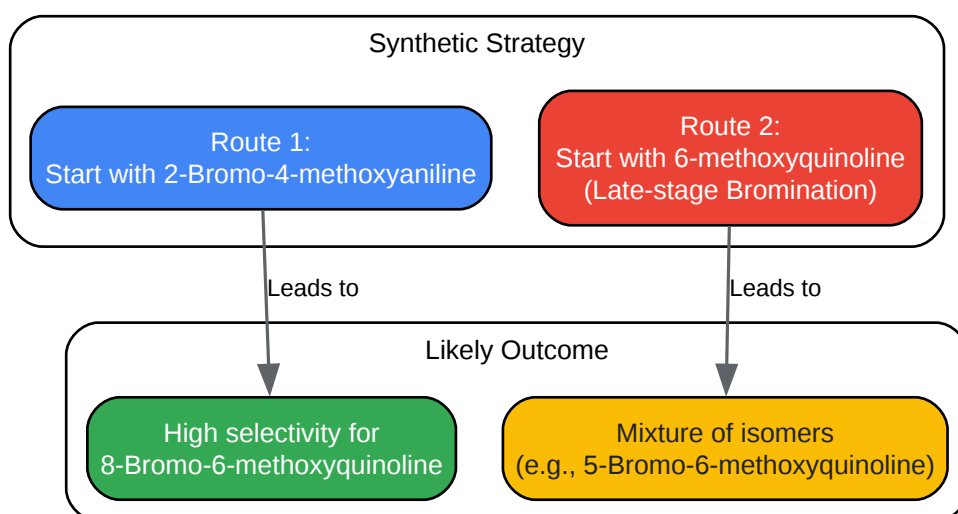 Synthetic Strategy
Route 1:
Start with 2-Bromo-4-methoxyaniline
Route 2:
Start with 6-methoxyquinoline
(Late-stage Bromination)
Leads to
Leads to
Likely Outcome
High selectivity for
8-Bromo-6-methoxyquinoline
Mixture of isomers
(e.g., 5-Bromo-6-methoxyquinoline)